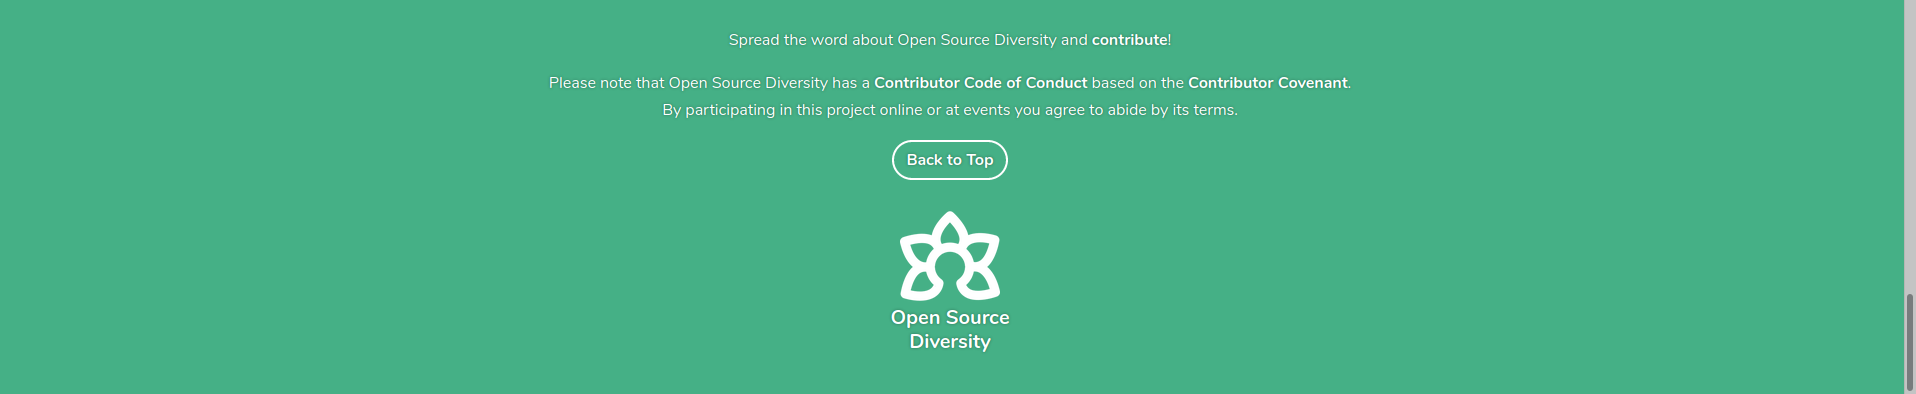 Spread the word about Open Source Diversity and contribute!
Please note that Open Source Diversity has a Contributor Code of Conduct based on the Contributor Covenant.
By participating in this project online or at events you agree to abide by its terms.
Back to Top
Open Source
Diversity